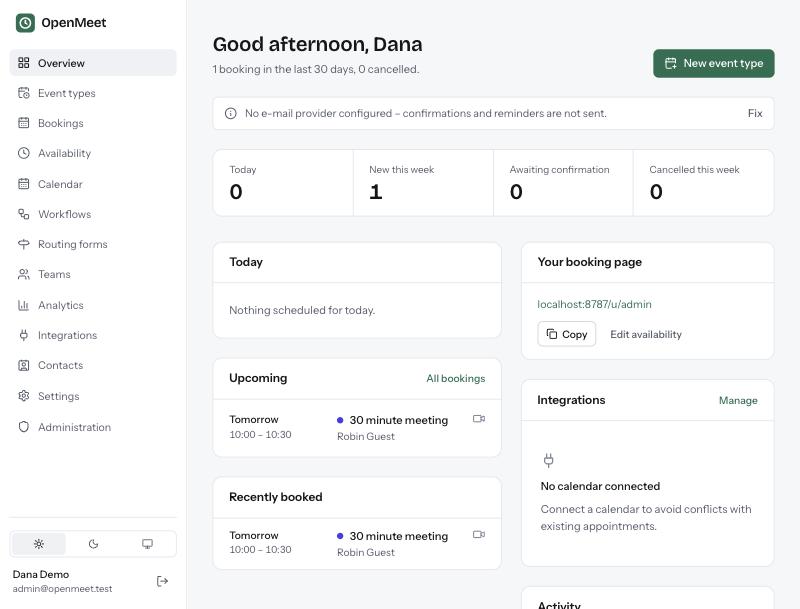 OpenMeet
Overview
Event types
Bookings
Availability
Calendar
Workflows
Routing forms
Teams
Analytics
Integrations
Contacts
Settings
Administration
Dana Demo
admin@openmeet.test
Good afternoon, Dana
1 booking in the last 30 days, 0 cancelled.
New event type
No e-mail provider configured – confirmations and reminders are not sent.
Fix
Today
0
New this week
1
Awaiting confirmation
0
Cancelled this week
0
Today
Nothing scheduled for today.
Upcoming
All bookings
Tomorrow
10:00 – 10:30
30 minute meeting
Robin Guest
Recently booked
Tomorrow
10:00 – 10:30
30 minute meeting
Robin Guest
Your booking page
localhost:8787/u/admin
Copy
Edit availability
Integrations
Manage
No calendar connected
Connect a calendar to avoid conflicts with
existing appointments.
Activity